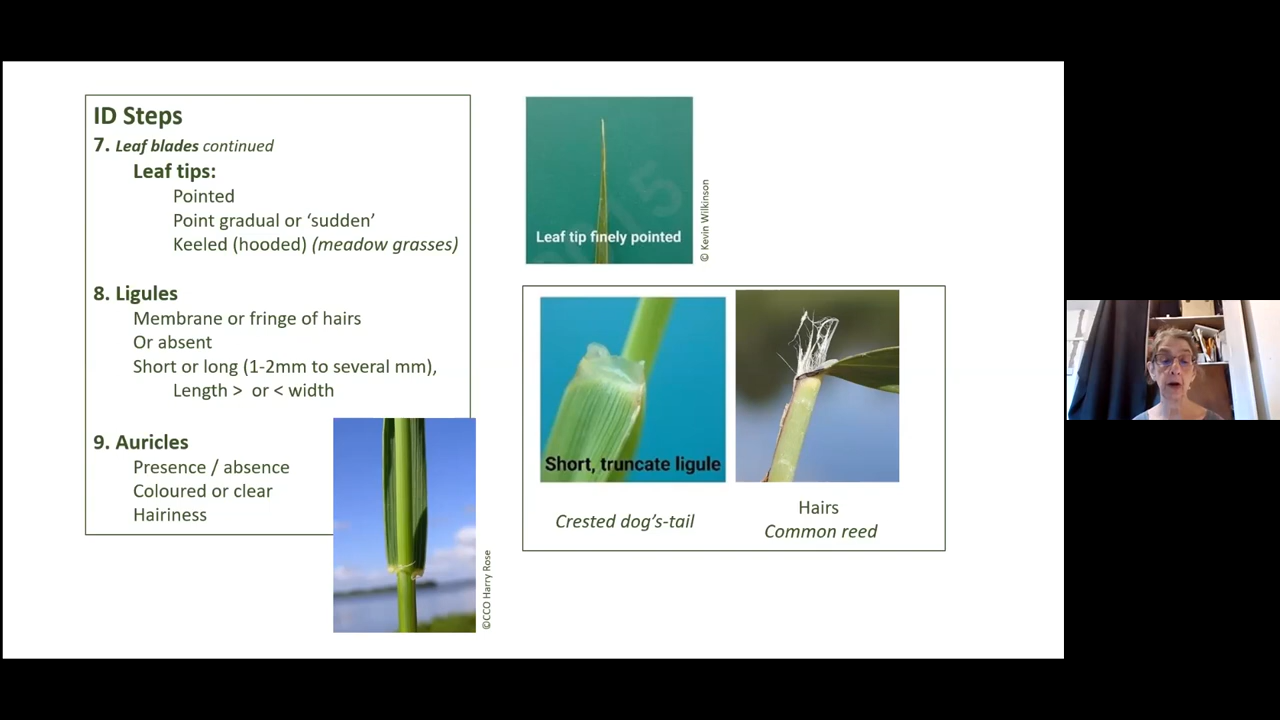 ID Steps
7. Leaf blades continued
Leaf tips:
Pointed
Point gradual or ‘sudden’
Keeled (hooded) (meadow grasses)
8. Ligules
Membrane or fringe of hairs
Or absent
Short or long (1-2mm to several mm),
Length > or < width
9. Auricles
Presence / absence
Coloured or clear
Hairiness
©CCO Harry Rose
Leaf tip finely pointed
© Kevin Wilkinson
Short, truncate ligule
Crested dog’s-tail
Hairs
Common reed